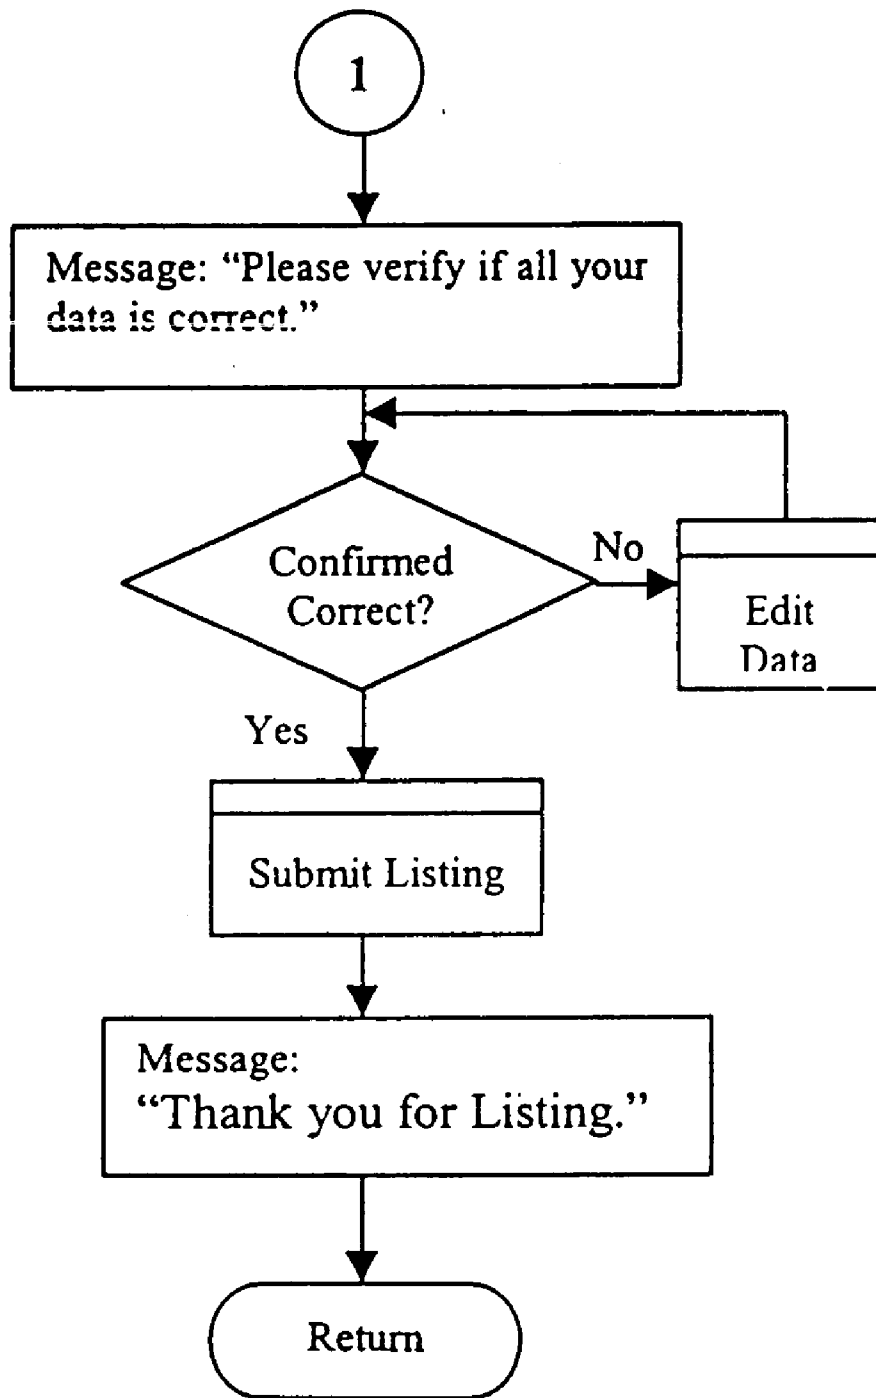 1
Message: “Please verify if all your
data is correct.”
Confirmed
Correct?
No
Edit
Data
Yes
Submit Listing
Message:
“Thank you for Listing.”
Return